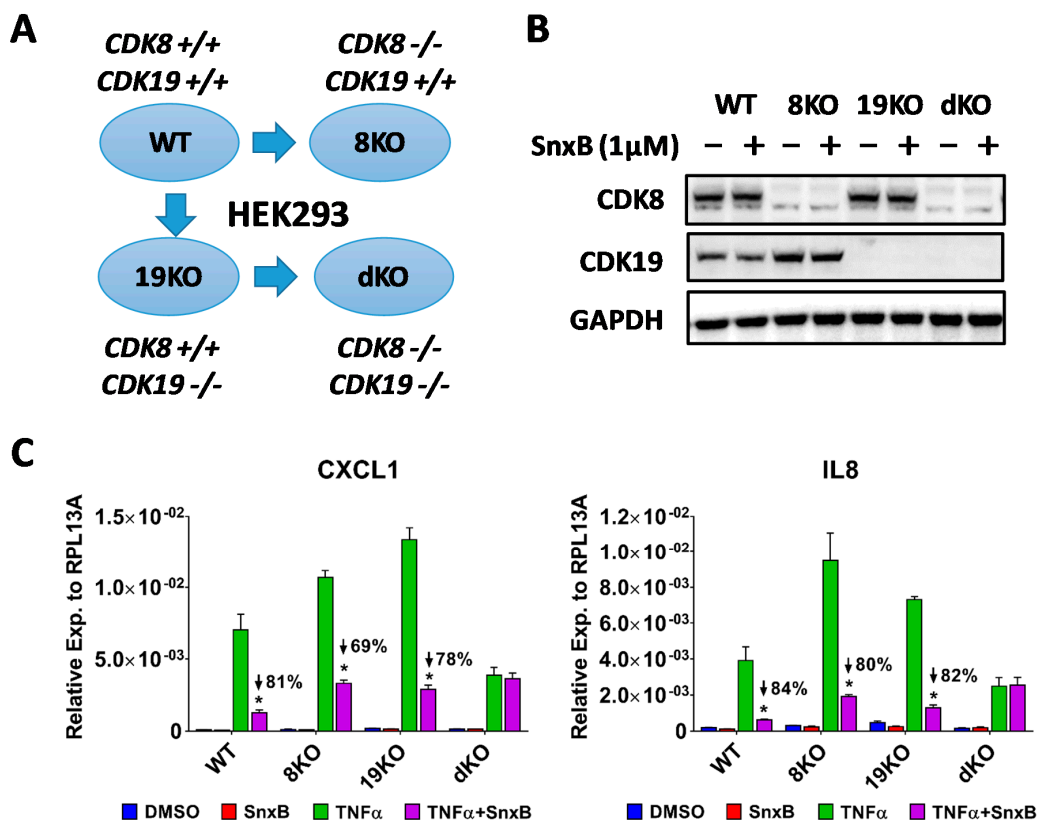 A
CDK8 +/+
CDK19 +/+
CDK8 -/-
CDK19 +/+
WT
8KO
HEK293
19KO
dKO
CDK8 +/+
CDK19 -/-
CDK8 -/-
CDK19 -/-
B
WT 8KO 19KO dKO
SnxB (1μM) − + − + − + − +
CDK8
CDK19
GAPDH
C
CXCL1
Relative Exp. to RPL13A
1.5×10⁻⁰²
1.0×10⁻⁰²
5.0×10⁻⁰³
0
↓81%
*
↓69%
*
↓78%
*
WT 8KO 19KO dKO
DMSO SnxB TNFα TNFα+SnxB
IL8
Relative Exp. to RPL13A
1.2×10⁻⁰²
1.0×10⁻⁰²
8.0×10⁻⁰³
6.0×10⁻⁰³
4.0×10⁻⁰³
2.0×10⁻⁰³
0
↓84%
*
↓80%
*
↓82%
*
WT 8KO 19KO dKO
DMSO SnxB TNFα TNFα+SnxB